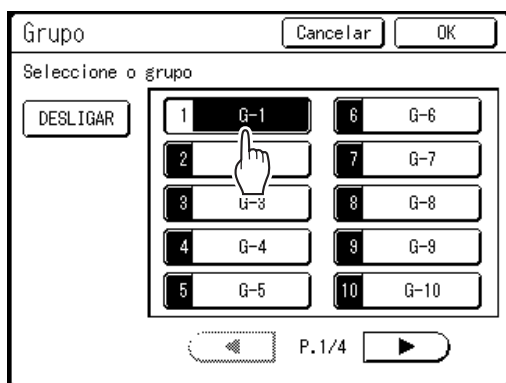 Grupo Cancelar OK
Seleccione o grupo
DESLIGAR 1 G-1 6 G-6
2 7 G-7
3 G-3 8 G-8
4 G-4 9 G-9
5 G-5 10 G-10
P.1/4